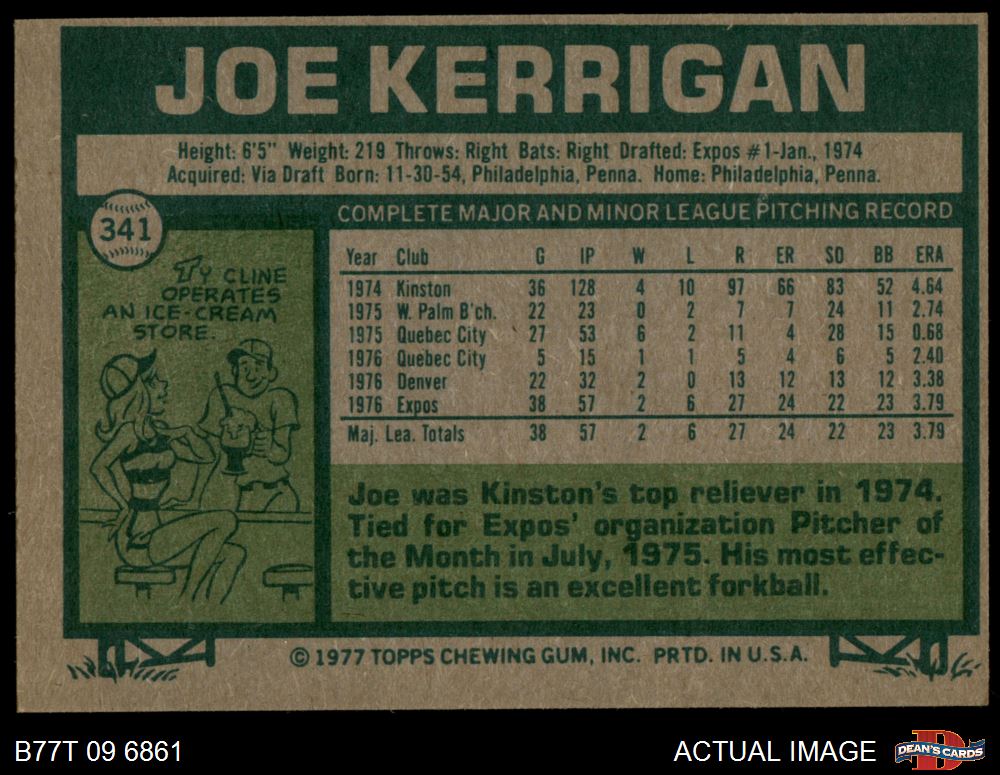 JOE KERRIGAN
Height: 6'5" Weight: 219 Throws: Right Bats: Right Drafted: Expos #1-Jan., 1974
Acquired: Via Draft Born: 11-30-54, Philadelphia, Penna. Home: Philadelphia, Penna.
341
TY CLINE
OPERATES
AN ICE-CREAM
STORE.
COMPLETE MAJOR AND MINOR LEAGUE PITCHING RECORD
Year Club G IP W L R ER SO BB ERA
1974 Kinston 36 128 4 10 97 66 83 52 4.64
1975 W. Palm B'ch. 22 23 0 2 7 7 24 11 2.74
1975 Quebec City 27 53 6 2 11 4 28 15 0.68
1976 Quebec City 5 15 1 1 5 4 6 5 2.40
1976 Denver 22 32 2 0 13 12 13 12 3.38
1976 Expos 38 57 2 6 27 24 22 23 3.79
Maj. Lea. Totals 38 57 2 6 27 24 22 23 3.79
Joe was Kinston's top reliever in 1974.
Tied for Expos' organization Pitcher of
the Month in July, 1975. His most effec-
tive pitch is an excellent forkball.
© 1977 TOPPS CHEWING GUM, INC. PRTD. IN U.S.A.
B77T 09 6861
ACTUAL IMAGE
B
DEAN'S CARDS